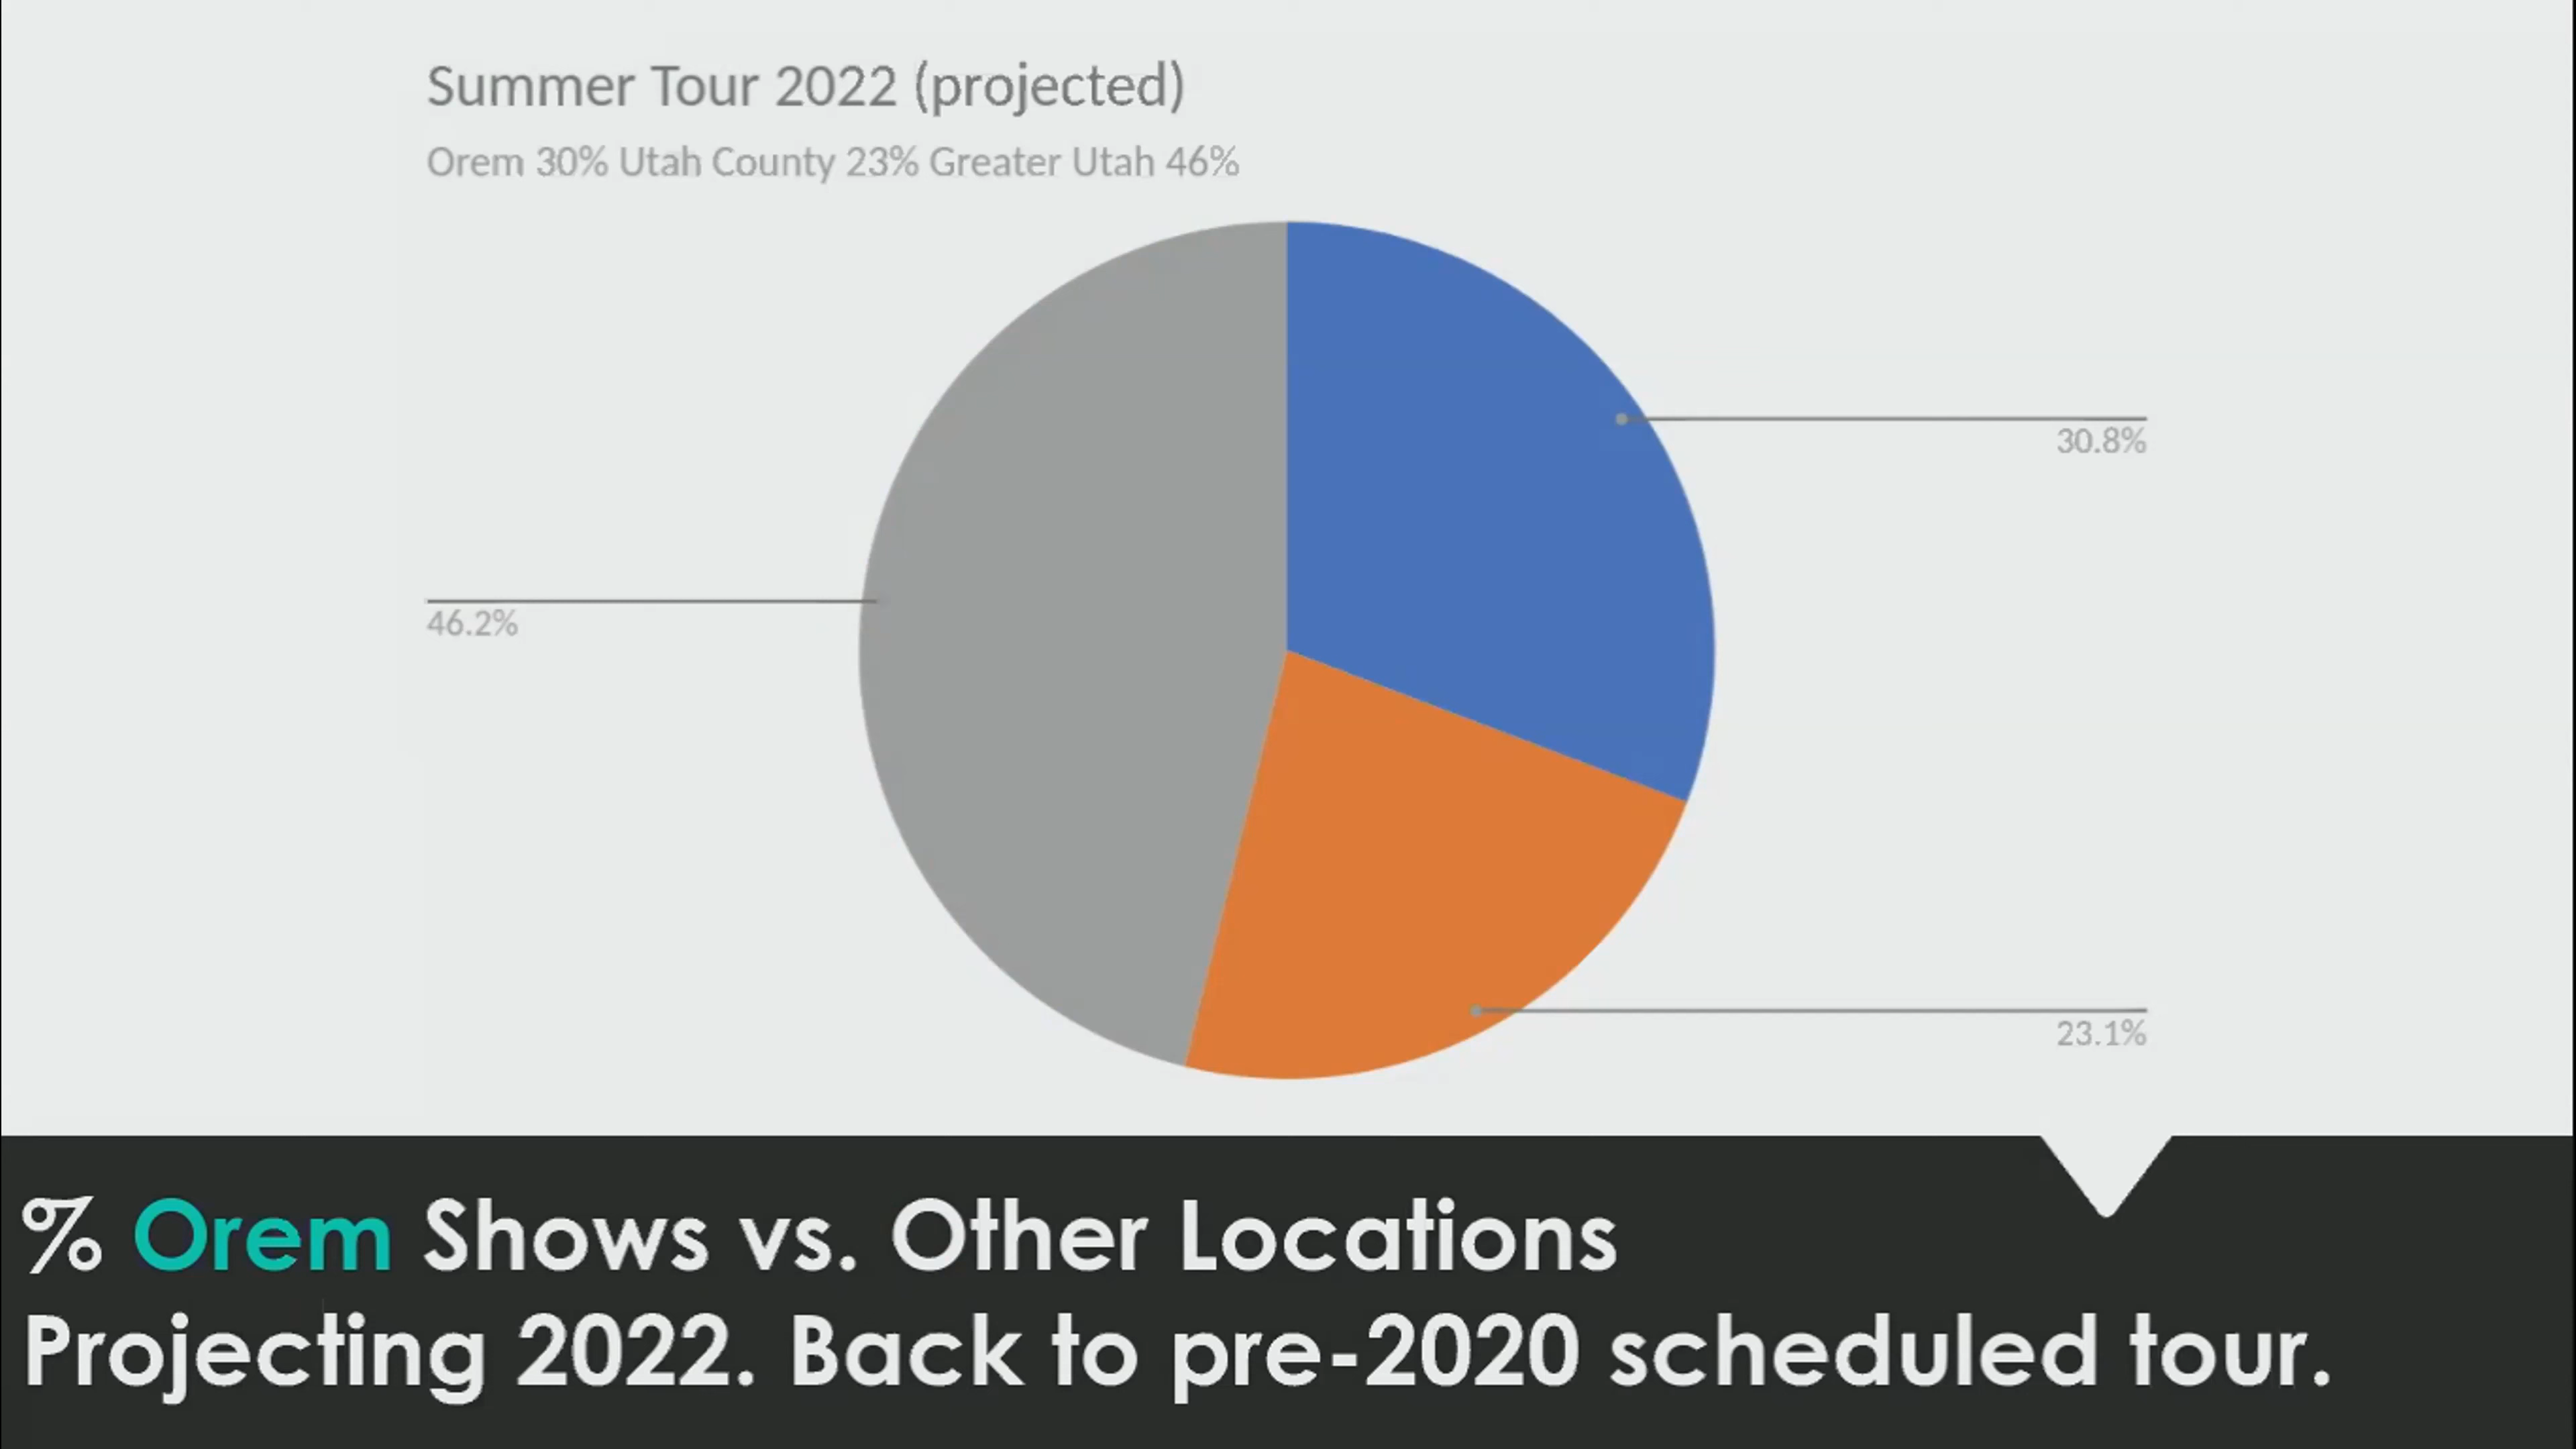 Summer Tour 2022 (projected)
Orem 30% Utah County 23% Greater Utah 46%
30.8%
46.2%
23.1%
% Orem Shows vs. Other Locations
Projecting 2022. Back to pre-2020 scheduled tour.